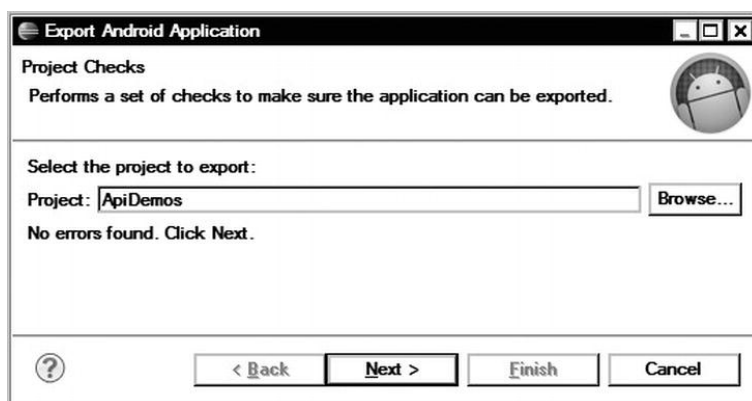 Export Android Application
Project Checks
Performs a set of checks to make sure the application can be exported.
Select the project to export:
Project: ApiDemos Browse...
No errors found. Click Next.
? < Back Next > Finish Cancel